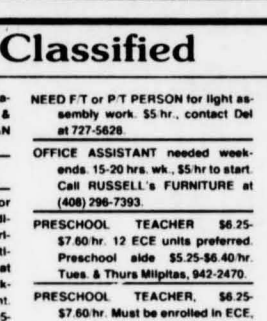 Classified
NEED F/T or P/T PERSON for light as-
sembly work. $5/hr., contact Del
at 727-5628.
OFFICE ASSISTANT needed week-
ends. 15-20 hrs. wk., $5/hr to start.
Call RUSSELL's FURNITURE at
(408) 296-7393.
PRESCHOOL TEACHER $6.25-
$7.60/hr. 12 ECE units preferred.
Preschool aide $5.25-$6.40/hr.
Tues. & Thurs Milpitas, 942-2470.
PRESCHOOL TEACHER, $6.25-
$7.60/hr. Must be enrolled in ECE,